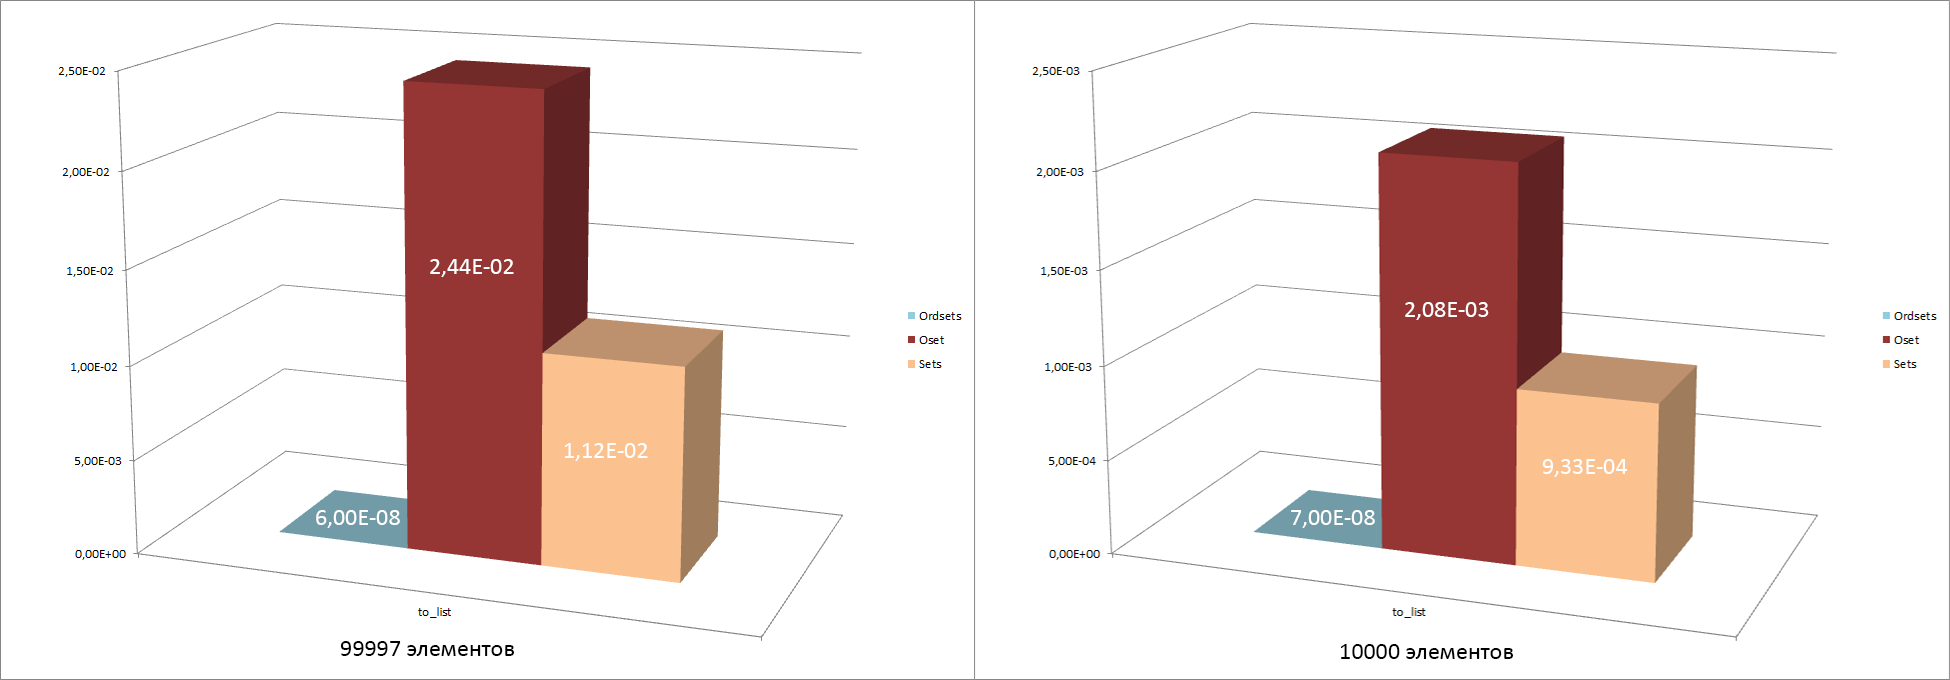 2,50E-02
2,00E-02
1,50E-02
1,00E-02
5,00E-03
0,00E+00
2,44E-02
1,12E-02
6,00E-08
Ordsets
Oset
Sets
to_list
99997 элементов
2,50E-03
2,00E-03
1,50E-03
1,00E-03
5,00E-04
0,00E+00
2,08E-03
9,33E-04
7,00E-08
Ordsets
Oset
Sets
to_list
10000 элементов